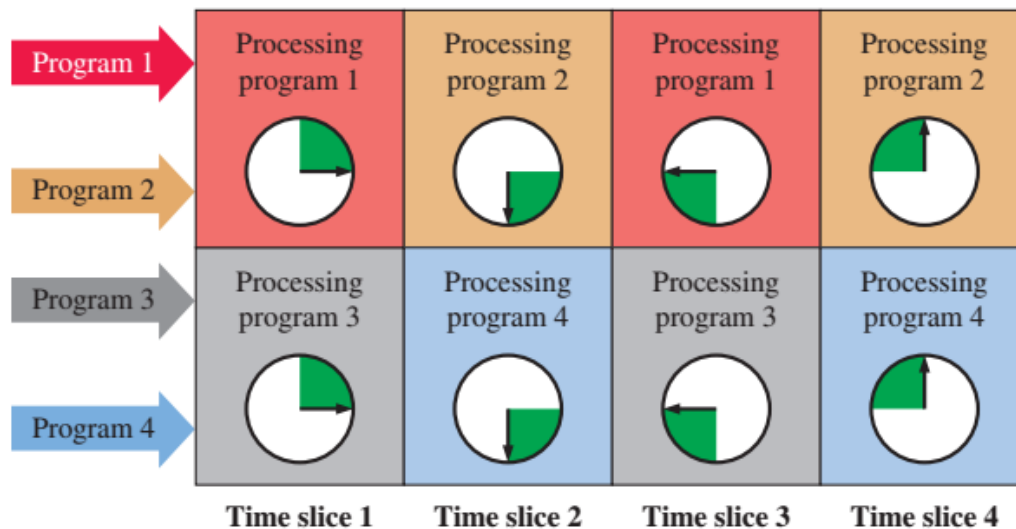 Program 1
Program 2
Program 3
Program 4
Processing
program 1
Processing
program 2
Processing
program 1
Processing
program 2
Processing
program 3
Processing
program 4
Processing
program 3
Processing
program 4
Time slice 1
Time slice 2
Time slice 3
Time slice 4